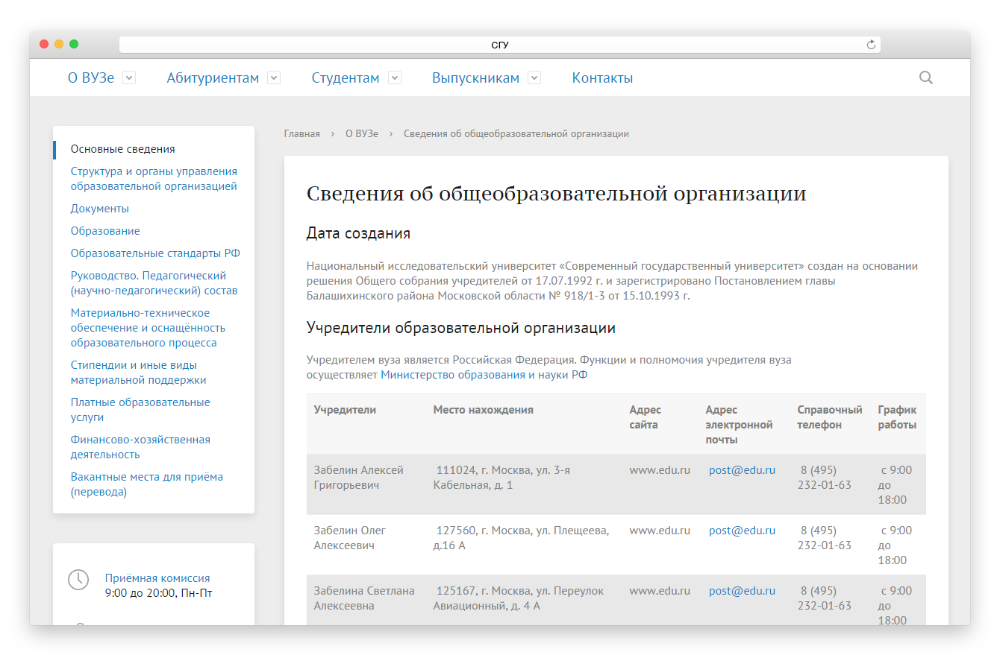 СГУ
О ВУЗе
Абитуриентам
Студентам
Выпускникам
Контакты
Основные сведения
Структура и органы управления
образовательной организацией
Документы
Образование
Образовательные стандарты РФ
Руководство. Педагогический
(научно-педагогический) состав
Материально-техническое
обеспечение и оснащённость
образовательного процесса
Стипендии и иные виды
материальной поддержки
Платные образовательные
услуги
Финансово-хозяйственная
деятельность
Вакантные места для приёма
(перевода)
Приёмная комиссия
9:00 до 20:00, Пн-Пт
Главная › О ВУЗе › Сведения об общеобразовательной организации
Сведения об общеобразовательной организации
Дата создания
Национальный исследовательский университет «Современный государственный университет» создан на основании
решения Общего собрания учредителей от 17.07.1992 г. и зарегистрировано Постановлением главы
Балашихинского района Московской области № 918/1-3 от 15.10.1993 г.
Учредители образовательной организации
Учредителем вуза является Российская Федерация. Функции и полномочия учредителя вуза
осуществляет Министерство образования и науки РФ
Учредители
Место нахождения
Адрес
сайта
Адрес
электронной
почты
Справочный
телефон
График
работы
Забелин Алексей
Григорьевич
111024, г. Москва, ул. 3-я
Кабельная, д. 1
www.edu.ru
post@edu.ru
8 (495)
232-01-63
с 9:00
до
18:00
Забелин Олег
Алексеевич
127560, г. Москва, ул. Плещеева,
д.16 А
www.edu.ru
post@edu.ru
8 (495)
232-01-63
с 9:00
до
18:00
Забелина Светлана
Алексеевна
125167, г. Москва, ул. Переулок
Авиационный, д. 4 А
www.edu.ru
post@edu.ru
8 (495)
232-01-63
с 9:00
до
18:00